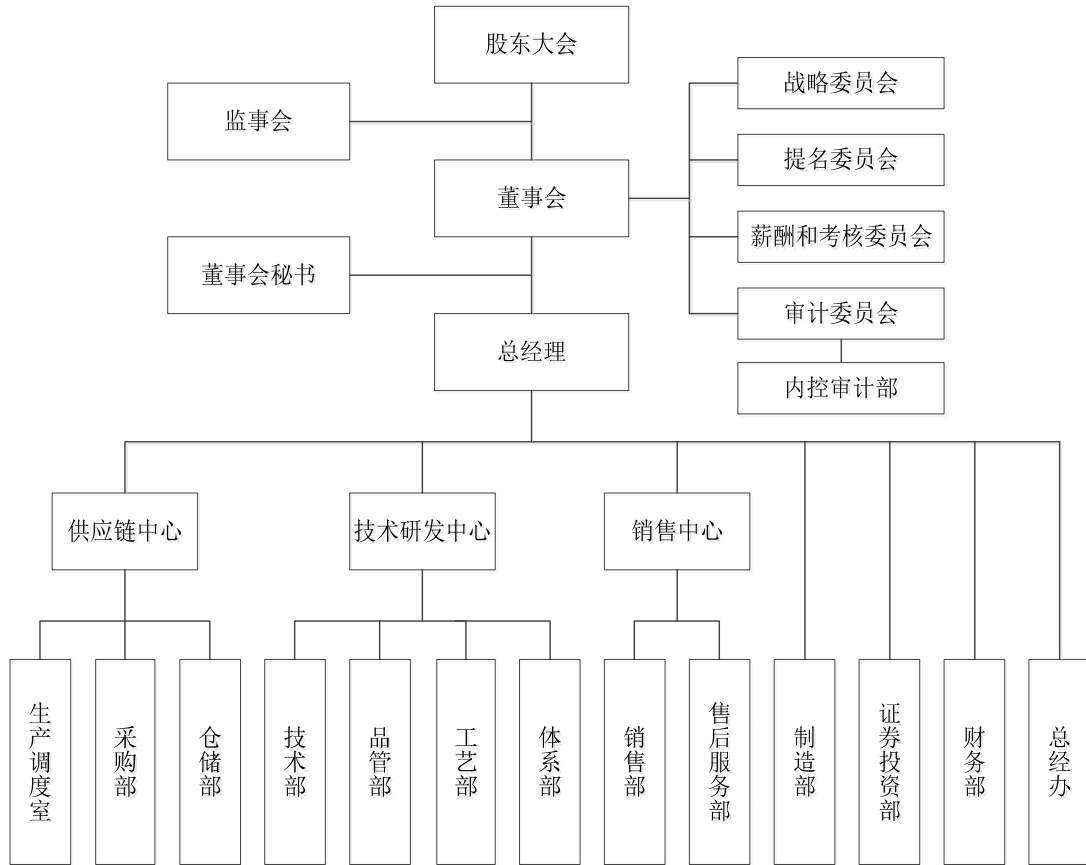 股东大会
战略委员会
监事会
提名委员会
董事会
薪酬和考核委员会
董事会秘书
审计委员会
总经理
内控审计部
供应链中心
技术研发中心
销售中心
生产调度室
采购部
仓储部
技术部
品管部
工艺部
体系部
销售部
售后服务部
制造部
证券投资部
财务部
总经办